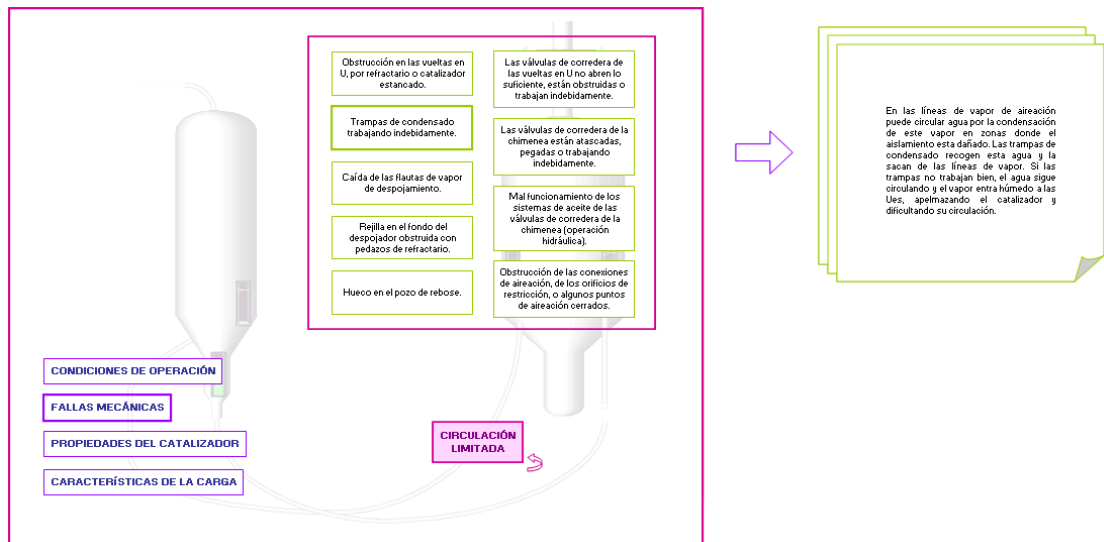 Obstrucción en las vueltas en
U, por refractario o catalizador
estancado.
Trampas de condensado
trabajando indebidamente.
Caída de las flautas de vapor
de despojamiento.
Rejilla en el fondo del
despojador obstruida con
pedazos de refractario.
Hueco en el pozo de rebose.
Las válvulas de corredera de
las vueltas en U no abren lo
suficiente, están obstruidas o
trabajan indebidamente.
Las válvulas de corredera de la
chimenea están atascadas,
pegadas o trabajando
indebidamente.
Mal funcionamiento de los
sistemas de aceite de las
válvulas de corredera de la
chimenea (operación
hidráulica).
Obstrucción de las conexiones
de aireación, de los orificios de
restricción, o algunos puntos
de aireación cerrados.
CONDICIONES DE OPERACIÓN
FALLAS MECÁNICAS
PROPIEDADES DEL CATALIZADOR
CARACTERÍSTICAS DE LA CARGA
CIRCULACIÓN
LIMITADA
En las líneas de vapor de aireación
puede circular agua por la condensación
de este vapor en zonas donde el
aislamiento esta dañado. Las trampas de
condensado recogen esta agua y la
sacan de las líneas de vapor. Si las
trampas no trabajan bien, el agua sigue
circulando y el vapor entra húmedo a las
Ues, apelmazando el catalizador y
dificultando su circulación.